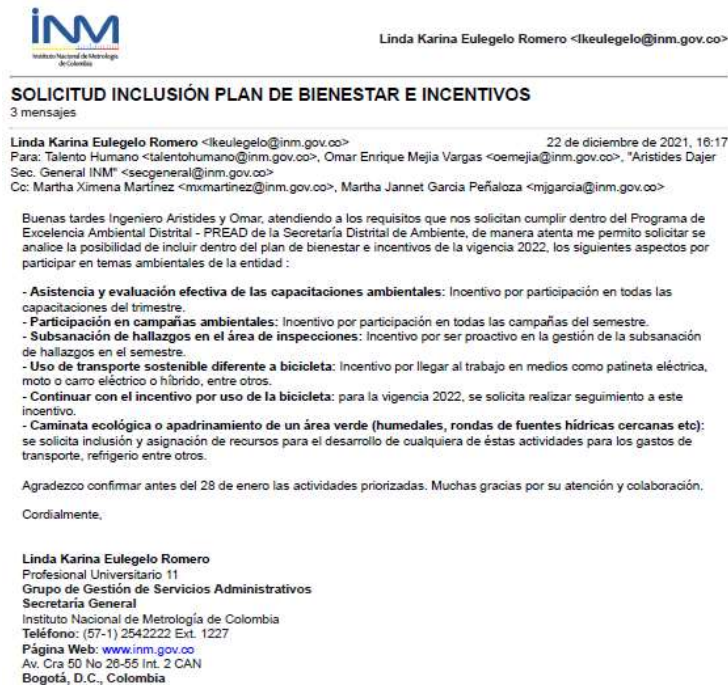 INM
Instituto Nacional de Metrología
de Colombia
Linda Karina Eulegelo Romero <lkeulegelo@inm.gov.co>
SOLICITUD INCLUSIÓN PLAN DE BIENESTAR E INCENTIVOS
3 mensajes
Linda Karina Eulegelo Romero <lkeulegelo@inm.gov.co> 22 de diciembre de 2021, 16:17
Para: Talento Humano <talentohumano@inm.gov.co>, Omar Enrique Mejia Vargas <oemejia@inm.gov.co>, "Aristides Dajer
Sec. General INM" <secgeneral@inm.gov.co>
Cc: Martha Ximena Martínez <mxmartinez@inm.gov.co>, Martha Jannet Garcia Peñaloza <mjgarcia@inm.gov.co>
Buenas tardes Ingeniero Aristides y Omar, atendiendo a los requisitos que nos solicitan cumplir dentro del Programa de
Excelencia Ambiental Distrital - PREAD de la Secretaría Distrital de Ambiente, de manera atenta me permito solicitar se
analice la posibilidad de incluir dentro del plan de bienestar e incentivos de la vigencia 2022, los siguientes aspectos por
participar en temas ambientales de la entidad :
- Asistencia y evaluación efectiva de las capacitaciones ambientales: Incentivo por participación en todas las
capacitaciones del trimestre.
- Participación en campañas ambientales: Incentivo por participación en todas las campañas del semestre.
- Subsanación de hallazgos en el área de inspecciones: Incentivo por ser proactivo en la gestión de la subsanación
de hallazgos en el semestre.
- Uso de transporte sostenible diferente a bicicleta: Incentivo por llegar al trabajo en medios como patineta eléctrica,
moto o carro eléctrico o híbrido, entre otros.
- Continuar con el incentivo por uso de la bicicleta: para la vigencia 2022, se solicita realizar seguimiento a este
incentivo.
- Caminata ecológica o apadrinamiento de un área verde (humedales, rondas de fuentes hídricas cercanas etc):
se solicita inclusión y asignación de recursos para el desarrollo de cualquiera de éstas actividades para los gastos de
transporte, refrigerio entre otros.
Agradezco confirmar antes del 28 de enero las actividades priorizadas. Muchas gracias por su atención y colaboración.
Cordialmente,
Linda Karina Eulegelo Romero
Profesional Universitario 11
Grupo de Gestión de Servicios Administrativos
Secretaría General
Instituto Nacional de Metrología de Colombia
Teléfono: (57-1) 2542222 Ext. 1227
Página Web: www.inm.gov.co
Av. Cra 50 No 26-55 Int. 2 CAN
Bogotá, D.C., Colombia